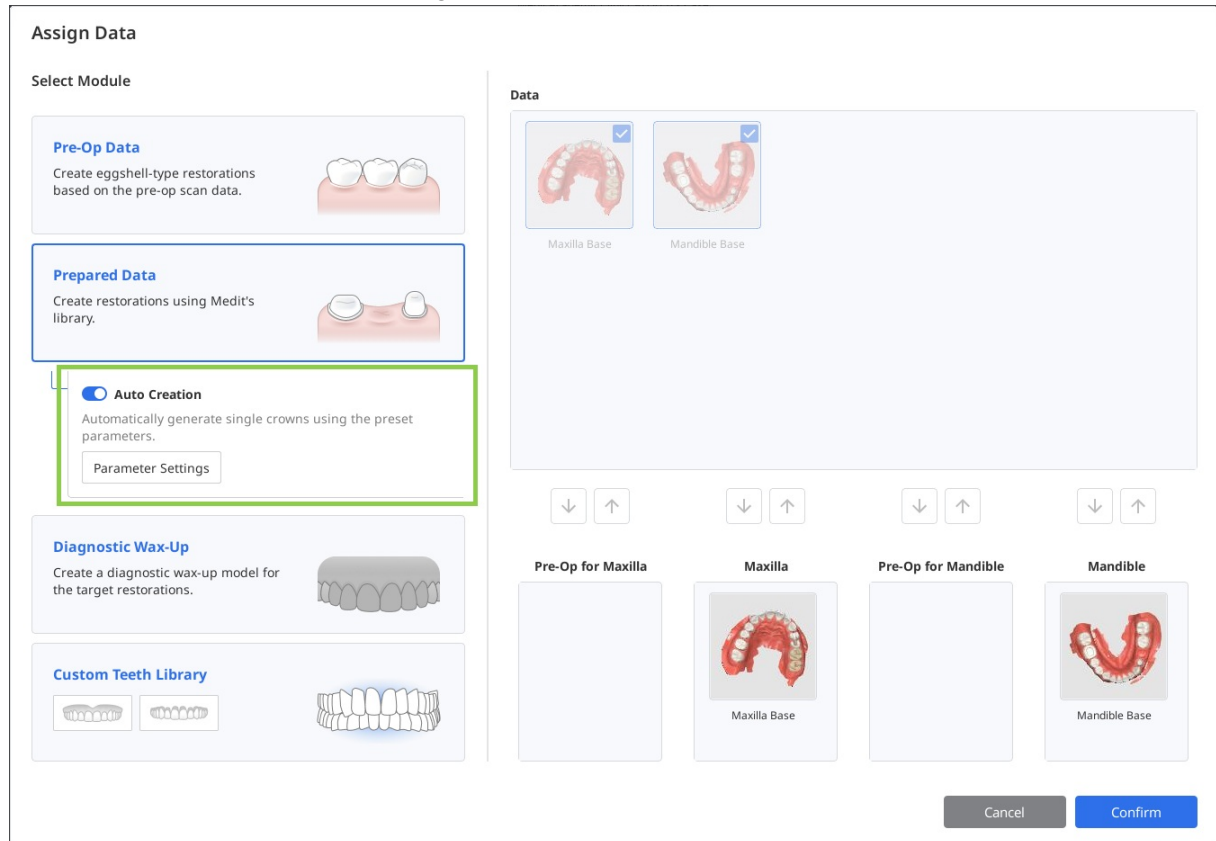 Assign Data
Select Module
Pre-Op Data
Create eggshell-type restorations
based on the pre-op scan data.
Prepared Data
Create restorations using Medit's
library.
Auto Creation
Automatically generate single crowns using the preset
parameters.
Parameter Settings
Diagnostic Wax-Up
Create a diagnostic wax-up model for
the target restorations.
Custom Teeth Library
Data
Maxilla Base
Mandible Base
Pre-Op for Maxilla
Maxilla
Pre-Op for Mandible
Mandible
Maxilla Base
Mandible Base
Cancel
Confirm